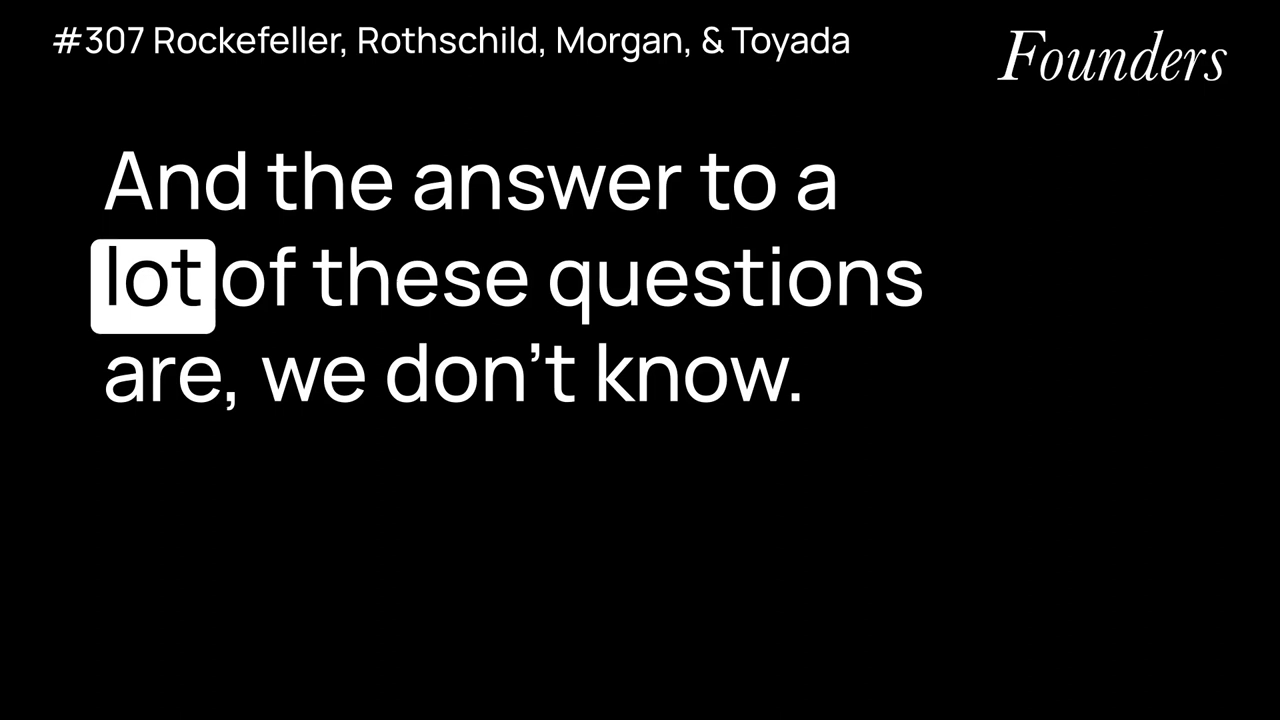 #307 Rockefeller, Rothschild, Morgan, & Toyada
Founders
And the answer to a
lot of these questions
are, we don’t know.